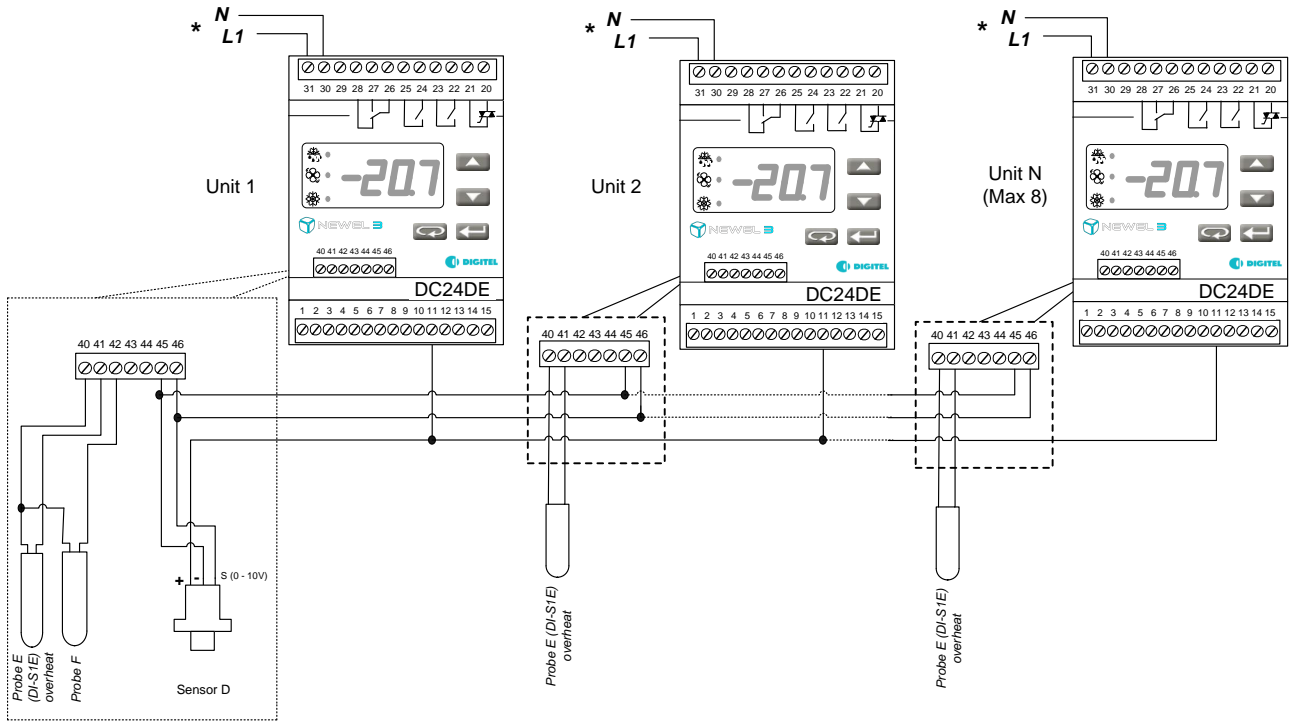 * N
L1
31 30 29 28 27 26 25 24 23 22 21 20
Unit 1
-20.7
NEWEL 3
40 41 42 43 44 45 46
DIGITEL
DC24DE
1 2 3 4 5 6 7 8 9 10 11 12 13 14 15
* N
L1
31 30 29 28 27 26 25 24 23 22 21 20
Unit 2
-20.7
NEWEL 3
40 41 42 43 44 45 46
DIGITEL
DC24DE
1 2 3 4 5 6 7 8 9 10 11 12 13 14 15
* N
L1
31 30 29 28 27 26 25 24 23 22 21 20
Unit N
(Max 8)
-20.7
NEWEL 3
40 41 42 43 44 45 46
DIGITEL
DC24DE
1 2 3 4 5 6 7 8 9 10 11 12 13 14 15
40 41 42 43 44 45 46
+ - S (0 - 10V)
Probe E
(DI-S1E)
overheat
Probe F
Sensor D
40 41 42 43 44 45 46
Probe E (DI-S1E)
overheat
40 41 42 43 44 45 46
Probe E (DI-S1E)
overheat